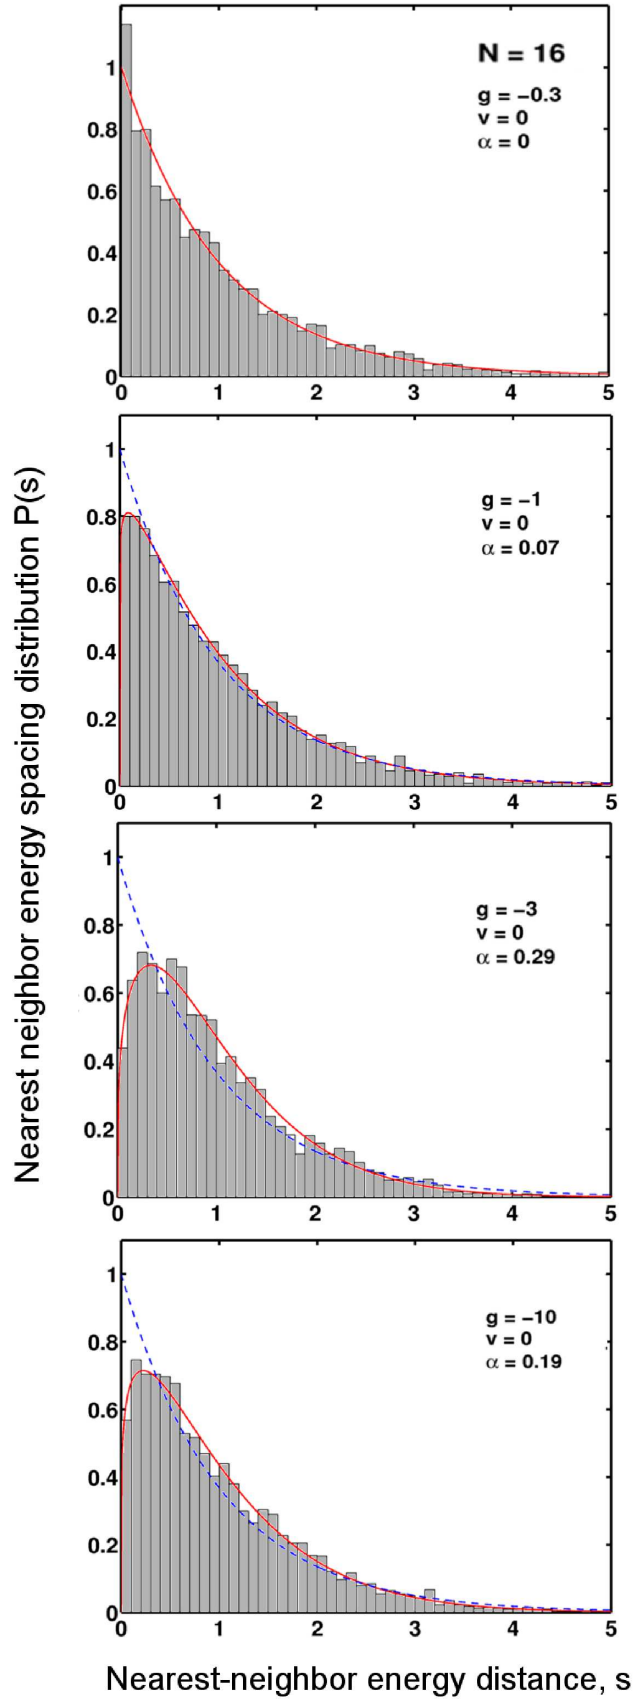 Nearest neighbor energy spacing distribution P(s)
N = 16
g = −0.3
v = 0
α = 0
1
0.8
0.6
0.4
0.2
0
0 1 2 3 4 5
g = −1
v = 0
α = 0.07
1
0.8
0.6
0.4
0.2
0
0 1 2 3 4 5
g = −3
v = 0
α = 0.29
1
0.8
0.6
0.4
0.2
0
0 1 2 3 4 5
g = −10
v = 0
α = 0.19
1
0.8
0.6
0.4
0.2
0
0 1 2 3 4 5
Nearest-neighbor energy distance, s